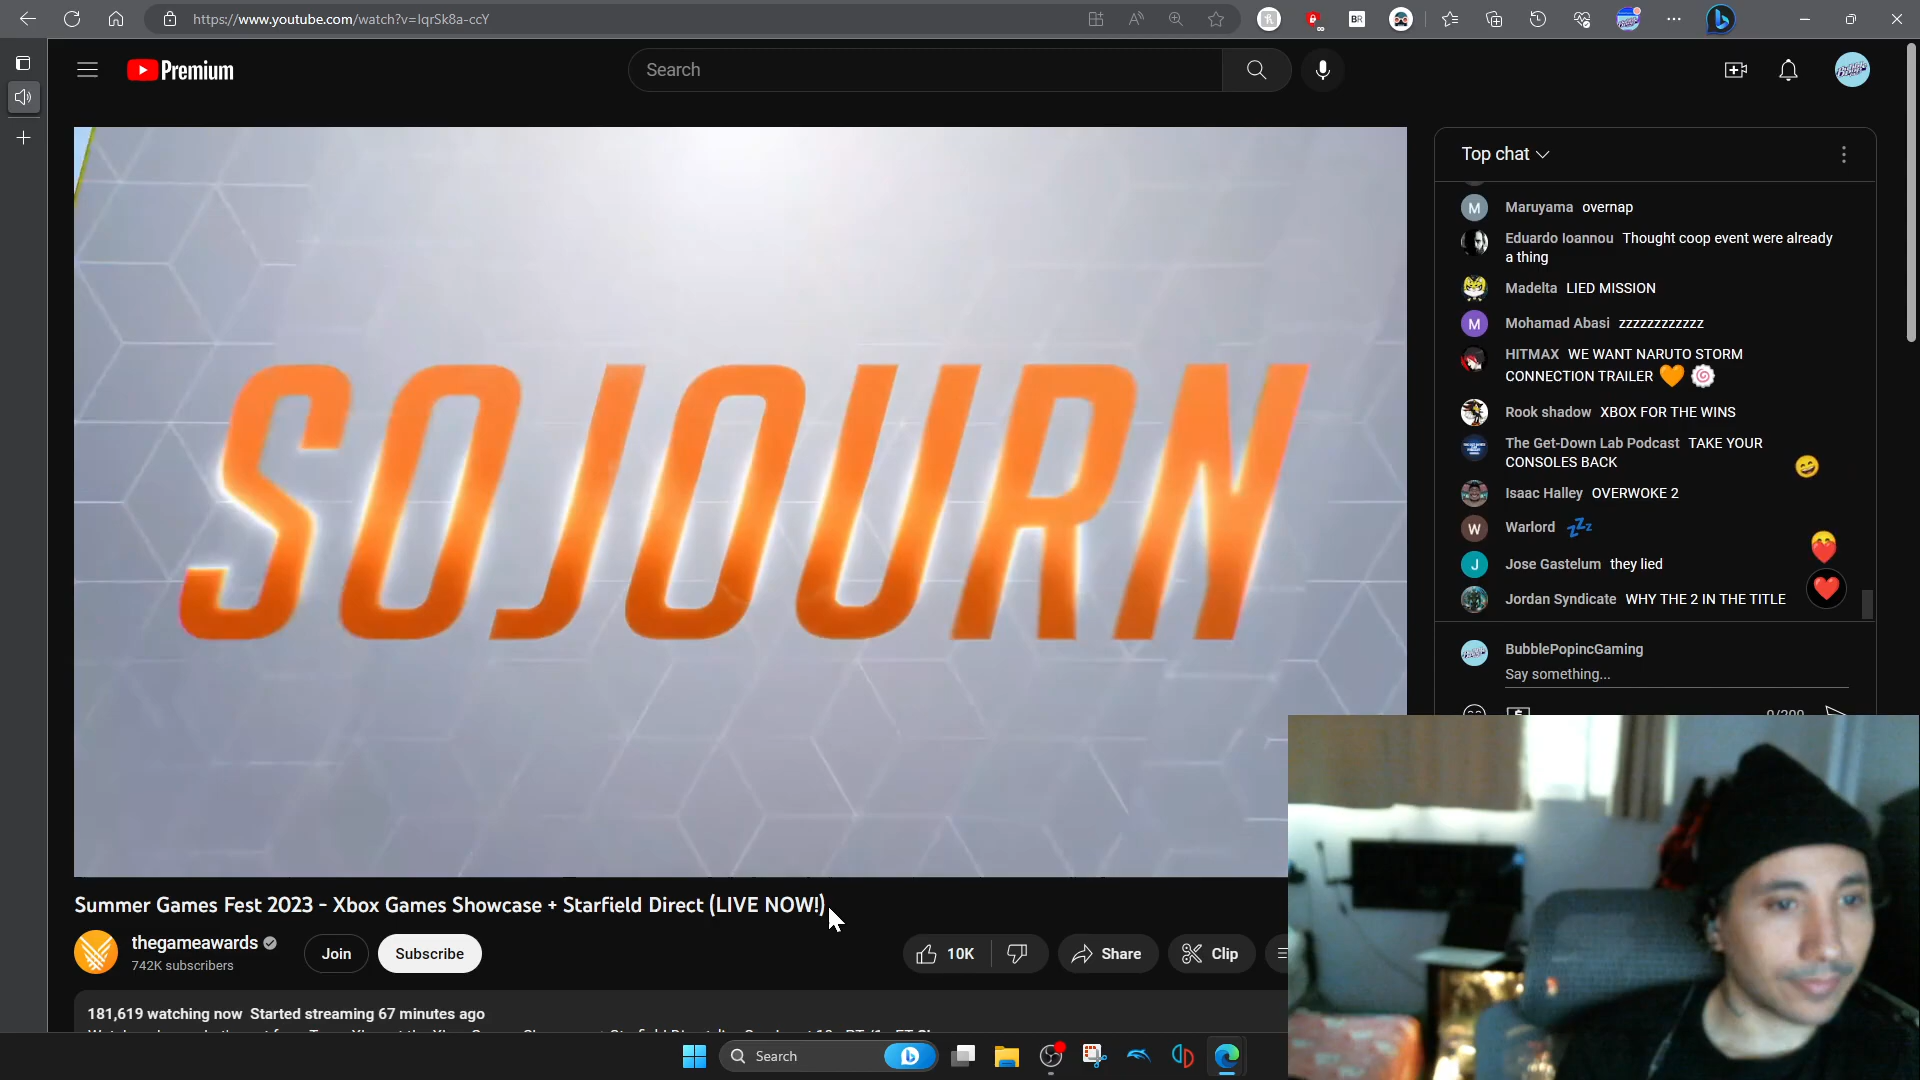 https://www.youtube.com/watch?v=IqrSk8a-ccY
Premium
Search
SOJOURN
Top chat
M Maruyama overnap
Eduardo Ioannou Thought coop event were already
a thing
Madelta LIED MISSION
M Mohamad Abasi zzzzzzzzzzzz
HITMAX WE WANT NARUTO STORM
CONNECTION TRAILER
Rook shadow XBOX FOR THE WINS
The Get-Down Lab Podcast TAKE YOUR
CONSOLES BACK
Isaac Halley OVERWOKE 2
W Warlord 💤
J Jose Gastelum they lied
Jordan Syndicate WHY THE 2 IN THE TITLE
BubblePopincGaming
Say something...
0/200
Summer Games Fest 2023 - Xbox Games Showcase + Starfield Direct (LIVE NOW!)
thegameawards
742K subscribers
Join
Subscribe
10K
Share
Clip
181,619 watching now Started streaming 67 minutes ago
Search